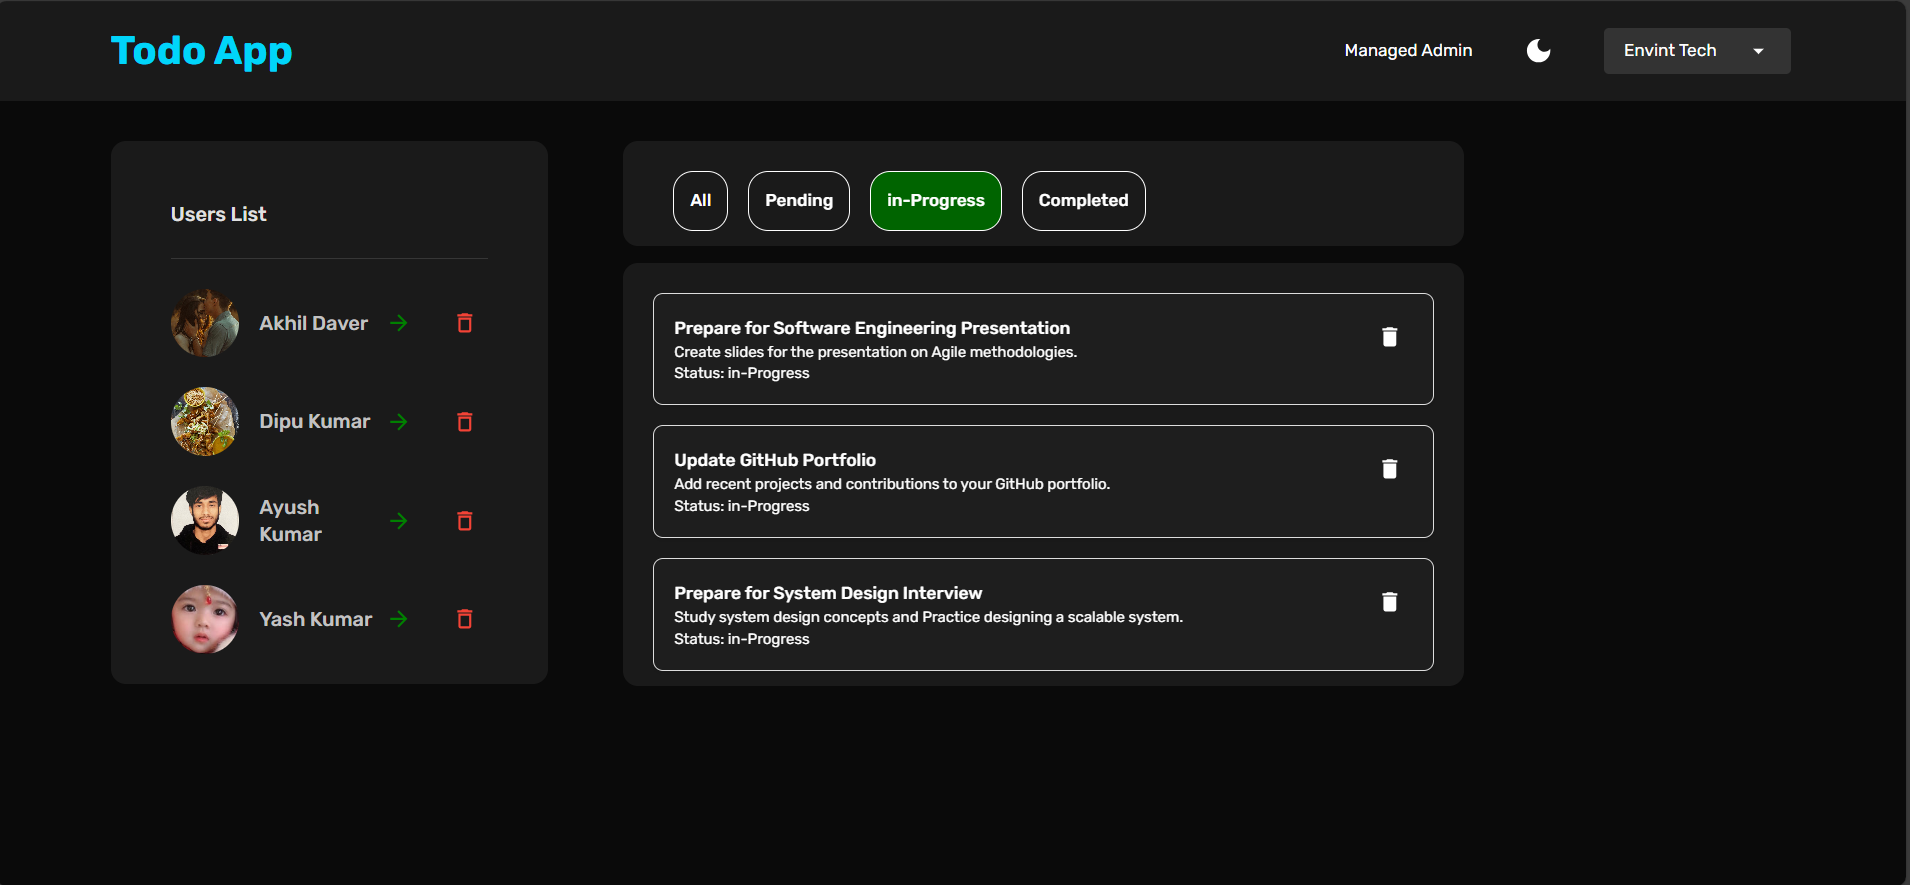 Todo App
Managed Admin
Envint Tech
Users List
Akhil Daver
Dipu Kumar
Ayush
Kumar
Yash Kumar
All
Pending
in-Progress
Completed
Prepare for Software Engineering Presentation
Create slides for the presentation on Agile methodologies.
Status: in-Progress
Update GitHub Portfolio
Add recent projects and contributions to your GitHub portfolio.
Status: in-Progress
Prepare for System Design Interview
Study system design concepts and Practice designing a scalable system.
Status: in-Progress